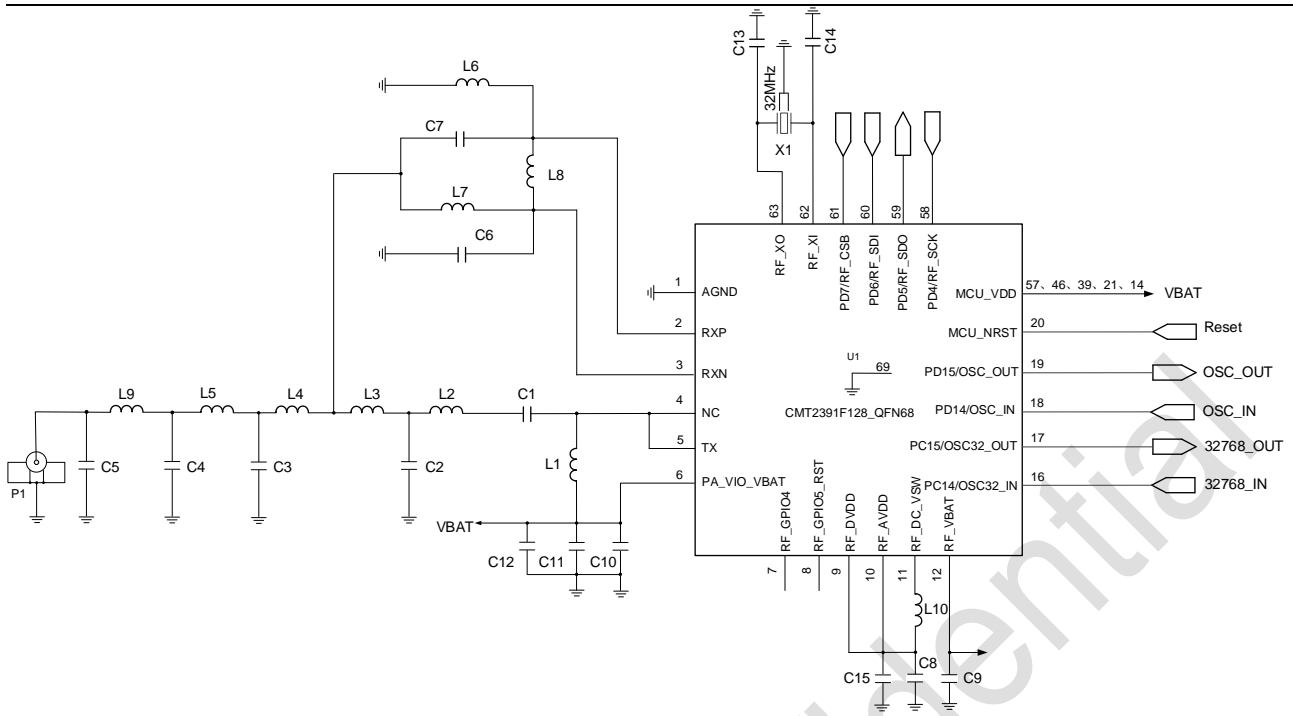 C13
C14
32MHz
X1
L6
C7
L8
L7
C6
63
62
61
60
59
58
RF_XO
RF_XI
PD7/RF_CSB
PD6/RF_SDI
PD5/RF_SDO
PD4/RF_SCK
1
AGND
MCU_VDD
57、46、39、21、14
VBAT
2
RXP
MCU_NRST
20
Reset
3
RXN
U1
69
PD15/OSC_OUT
19
OSC_OUT
L9
L5
L4
L3
L2
C1
4
NC
CMT2391F128_QFN68
PD14/OSC_IN
18
OSC_IN
5
TX
PC15/OSC32_OUT
17
32768_OUT
P1
C5
C4
C3
C2
L1
6
PA_VIO_VBAT
PC14/OSC32_IN
16
32768_IN
VBAT
C12
C11
C10
RF_GPIO4
RF_GPIO5_RST
RF_DVDD
RF_AVDD
RF_DC_VSW
RF_VBAT
7
8
9
10
11
12
L10
C15
C8
C9
fidential